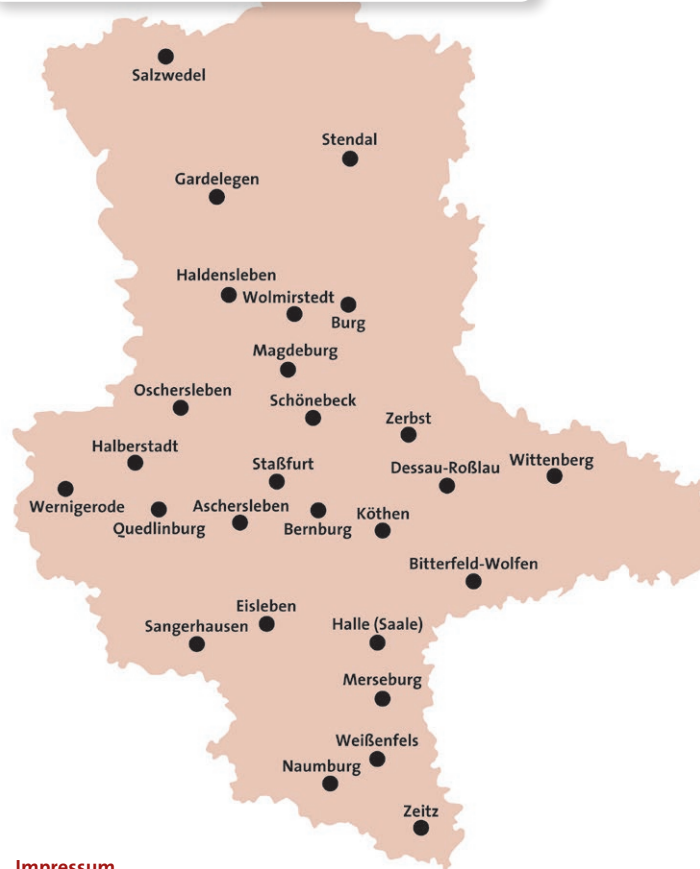 Salzwedel
Stendal
Gardelegen
Haldensleben
Wolmirstedt
Burg
Magdeburg
Oschersleben
Schönebeck
Zerbst
Halberstadt
Staßfurt
Dessau-Roßlau
Wittenberg
Wernigerode
Quedlinburg
Aschersleben
Bernburg
Köthen
Bitterfeld-Wolfen
Eisleben
Sangerhausen
Halle (Saale)
Merseburg
Weißenfels
Naumburg
Zeitz
Impressum